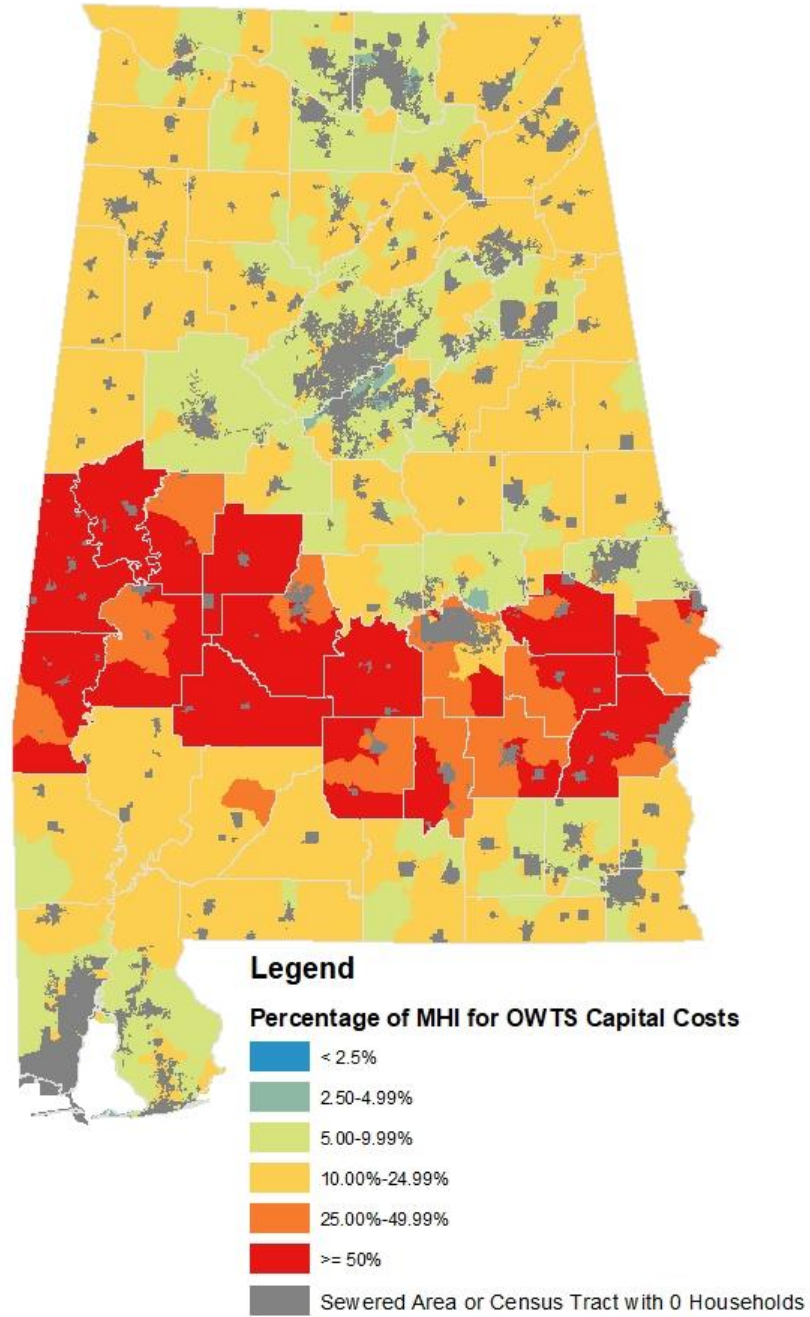 Legend
Percentage of MHI for OWTS Capital Costs
< 2.5%
2.50-4.99%
5.00-9.99%
10.00%-24.99%
25.00%-49.99%
>= 50%
Sewered Area or Census Tract with 0 Households